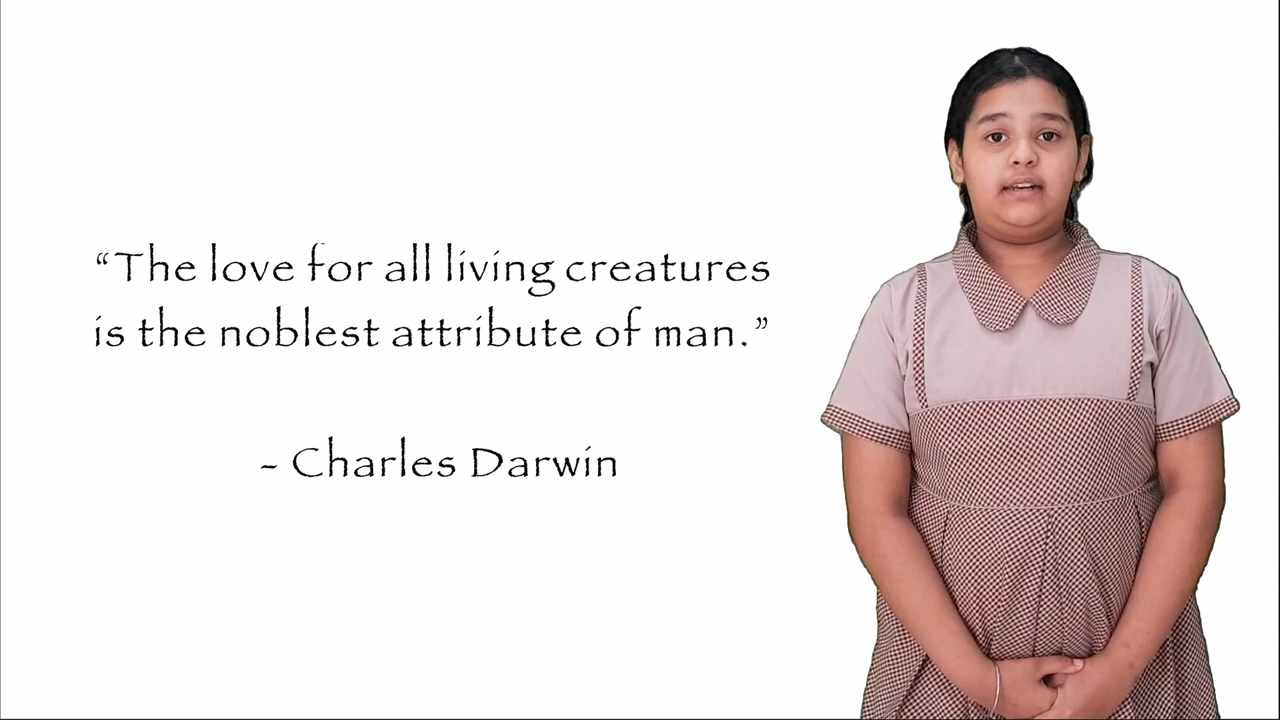 “The love for all living creatures
is the noblest attribute of man.”
- Charles Darwin